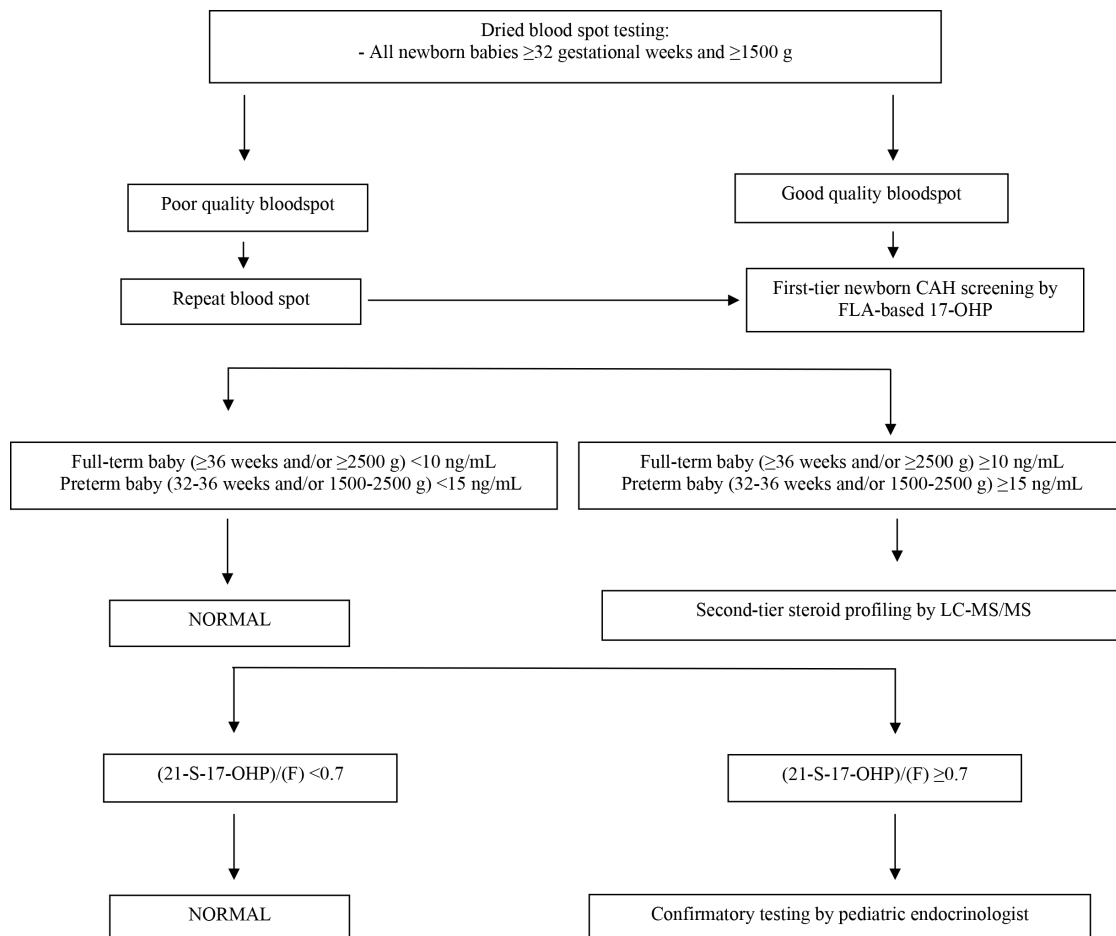 Dried blood spot testing:
- All newborn babies ≥32 gestational weeks and ≥1500 g
Poor quality bloodspot
Good quality bloodspot
Repeat blood spot
First-tier newborn CAH screening by
FLA-based 17-OHP
Full-term baby (≥36 weeks and/or ≥2500 g) <10 ng/mL
Preterm baby (32-36 weeks and/or 1500-2500 g) <15 ng/mL
Full-term baby (≥36 weeks and/or ≥2500 g) ≥10 ng/mL
Preterm baby (32-36 weeks and/or 1500-2500 g) ≥15 ng/mL
NORMAL
Second-tier steroid profiling by LC-MS/MS
(21-S-17-OHP)/(F) <0.7
(21-S-17-OHP)/(F) ≥0.7
NORMAL
Confirmatory testing by pediatric endocrinologist